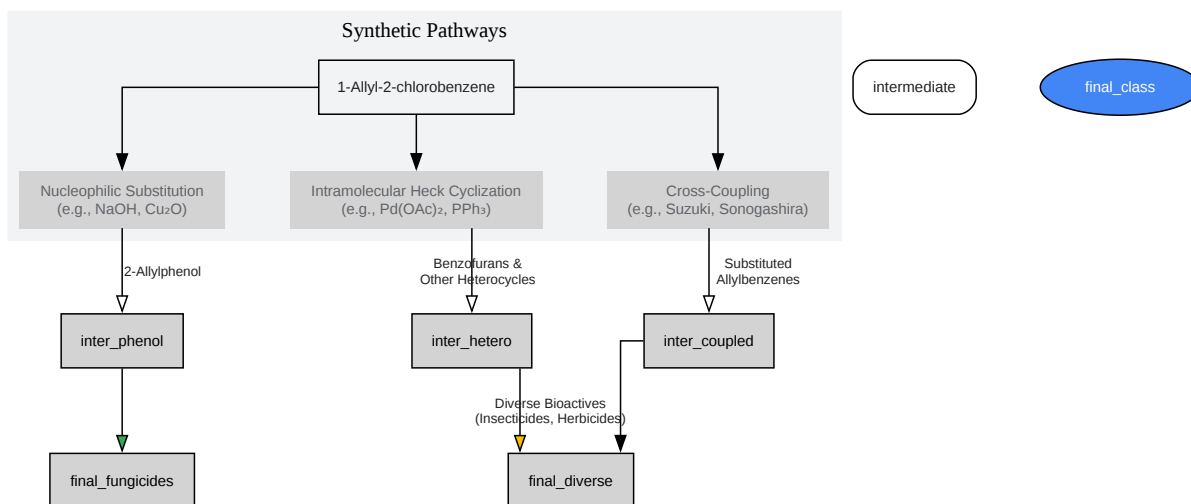 Synthetic Pathways
1-Allyl-2-chlorobenzene
intermediate
final_class
Nucleophilic Substitution
(e.g., NaOH, Cu₂O)
Intramolecular Heck Cyclization
(e.g., Pd(OAc)₂, PPh₃)
Cross-Coupling
(e.g., Suzuki, Sonogashira)
2-Allylphenol
Benzofurans &
Other Heterocycles
Substituted
Allylbenzenes
inter_phenol
inter_hetero
inter_coupled
Diverse Bioactives
(Insecticides, Herbicides)
final_fungicides
final_diverse